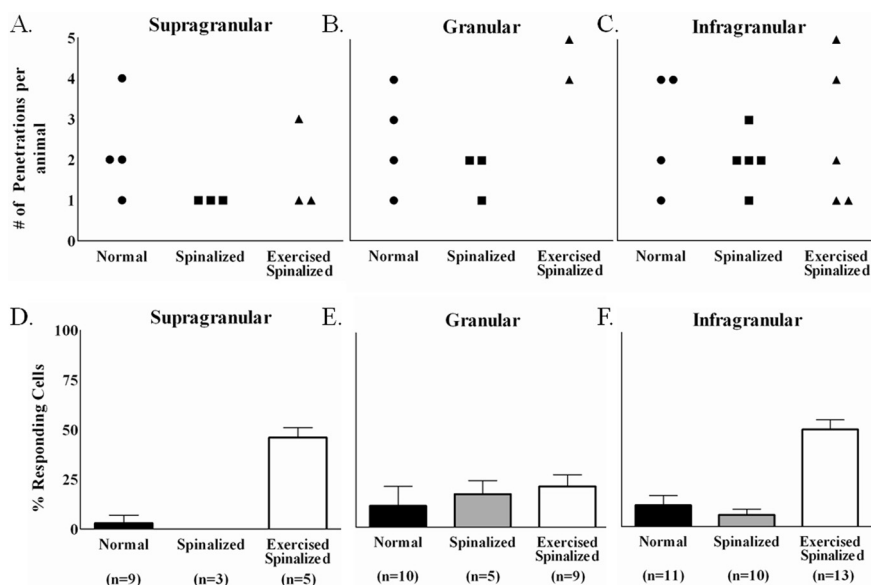 A.
Supragranular
B.
Granular
C.
Infragranular
# of Penetrations per
animal
5
4
3
2
1
0
Normal
Spinalized
Exercised
Spinalized
Normal
Spinalized
Exercised
Spinalized
Normal
Spinalized
Exercised
Spinalized
D.
Supragranular
E.
Granular
F.
Infragranular
% Responding Cells
100
75
50
25
0
Normal
Spinalized
Exercised
Spinalized
(n=9)
(n=3)
(n=5)
Normal
Spinalized
Exercised
Spinalized
(n=10)
(n=5)
(n=9)
Normal
Spinalized
Exercised
Spinalized
(n=11)
(n=10)
(n=13)